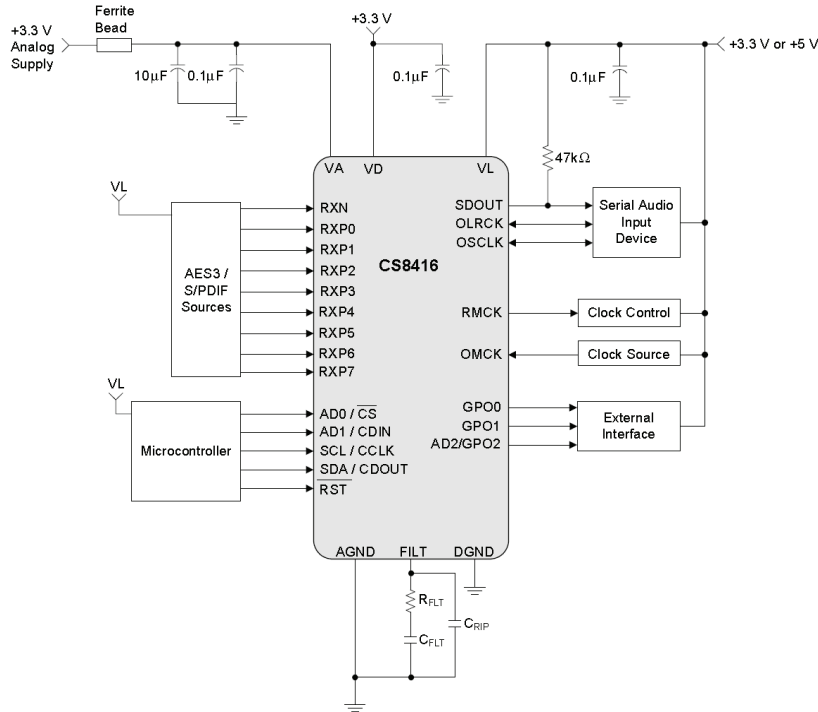 Ferrite
Bead
+3.3 V
Analog
Supply
10µF
0.1µF
+3.3 V
0.1µF
0.1µF
+3.3 V or +5 V
47kΩ
VA
VD
VL
CS8416
VL
AES3 /
S/PDIF
Sources
RXN
RXP0
RXP1
RXP2
RXP3
RXP4
RXP5
RXP6
RXP7
VL
Microcontroller
AD0 / CS
AD1 / CDIN
SCL / CCLK
SDA / CDOUT
RST
SDOUT
OLRCK
OSCLK
Serial Audio
Input
Device
RMCK
Clock Control
OMCK
Clock Source
GPO0
GPO1
AD2/GPO2
External
Interface
AGND
FILT
DGND
RFLT
CFLT
CRIP